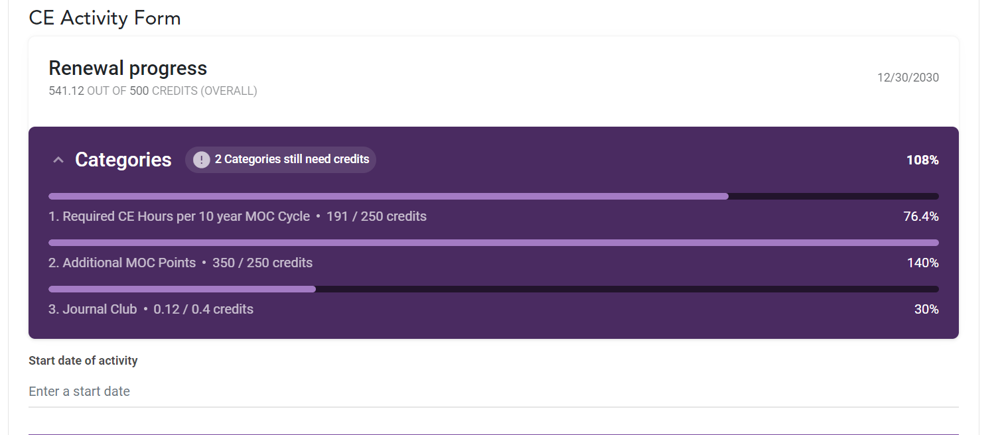 CE Activity Form
Renewal progress
541.12 OUT OF 500 CREDITS (OVERALL)
12/30/2030
Categories
! 2 Categories still need credits
108%
1. Required CE Hours per 10 year MOC Cycle • 191 / 250 credits
76.4%
2. Additional MOC Points • 350 / 250 credits
140%
3. Journal Club • 0.12 / 0.4 credits
30%
Start date of activity
Enter a start date